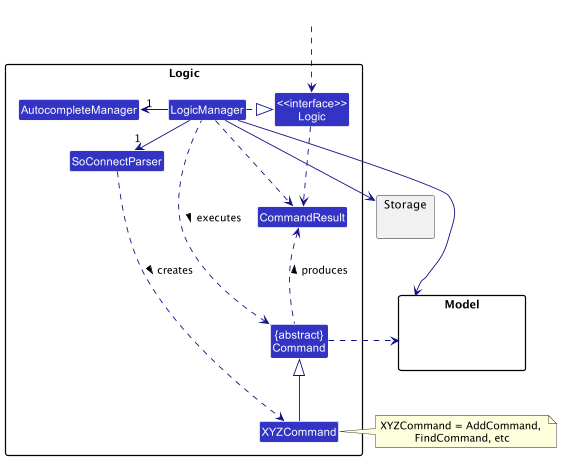 Logic
AutocompleteManager
1
LogicManager
<<interface>>
Logic
1
SoConnectParser
Storage
CommandResult
executes
creates
produces
Model
{abstract}
Command
XYZCommand
XYZCommand = AddCommand,
FindCommand, etc